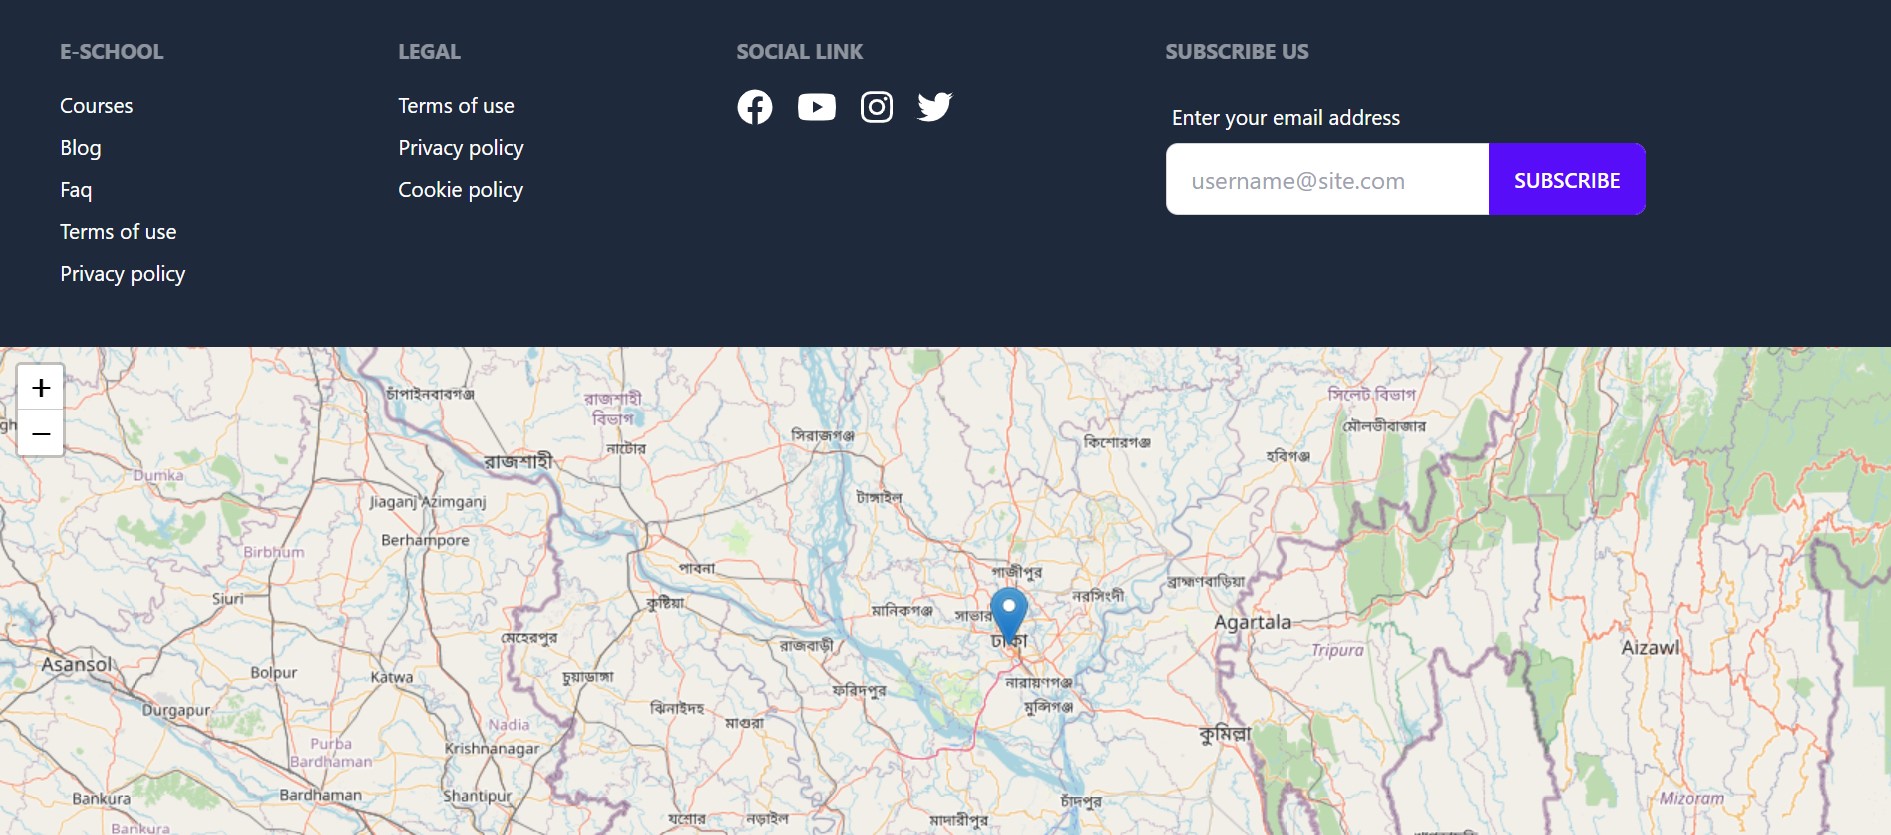 E-SCHOOL
Courses
Blog
Faq
Terms of use
Privacy policy
LEGAL
Terms of use
Privacy policy
Cookie policy
SOCIAL LINK
SUBSCRIBE US
Enter your email address
username@site.com
SUBSCRIBE
+
−
চাঁপাইনবাবগঞ্জ
রাজশাহী
বিভাগ
সিলেট বিভাগ
মৌলভীবাজার
সিরাজগঞ্জ
কিশোরগঞ্জ
নাটোর
হবিগঞ্জ
রাজশাহী
Dumka
টাঙ্গাইল
Jiaganj Azimganj
Berhampore
Birbhum
পাবনা
গাজীপুর
ব্রাহ্মণবাড়িয়া
Siuri
কুষ্টিয়া
মানিকগঞ্জ
সাভার
নরসিংদী
Agartala
মেহেরপুর
রাজবাড়ী
ঢাকা
Tripura
Aizawl
Asansol
Bolpur
Katwa
চুয়াডাঙ্গা
ফরিদপুর
নারায়ণগঞ্জ
Durgapur
ঝিনাইদহ
মুন্সিগঞ্জ
Nadia
মাগুরা
কুমিল্লা
Purba
Bardhaman
Krishnanagar
Bankura
Bardhaman
Shantipur
চাঁদপুর
Mizoram
যশোর
নড়াইল
মাদারীপুর
Bankura